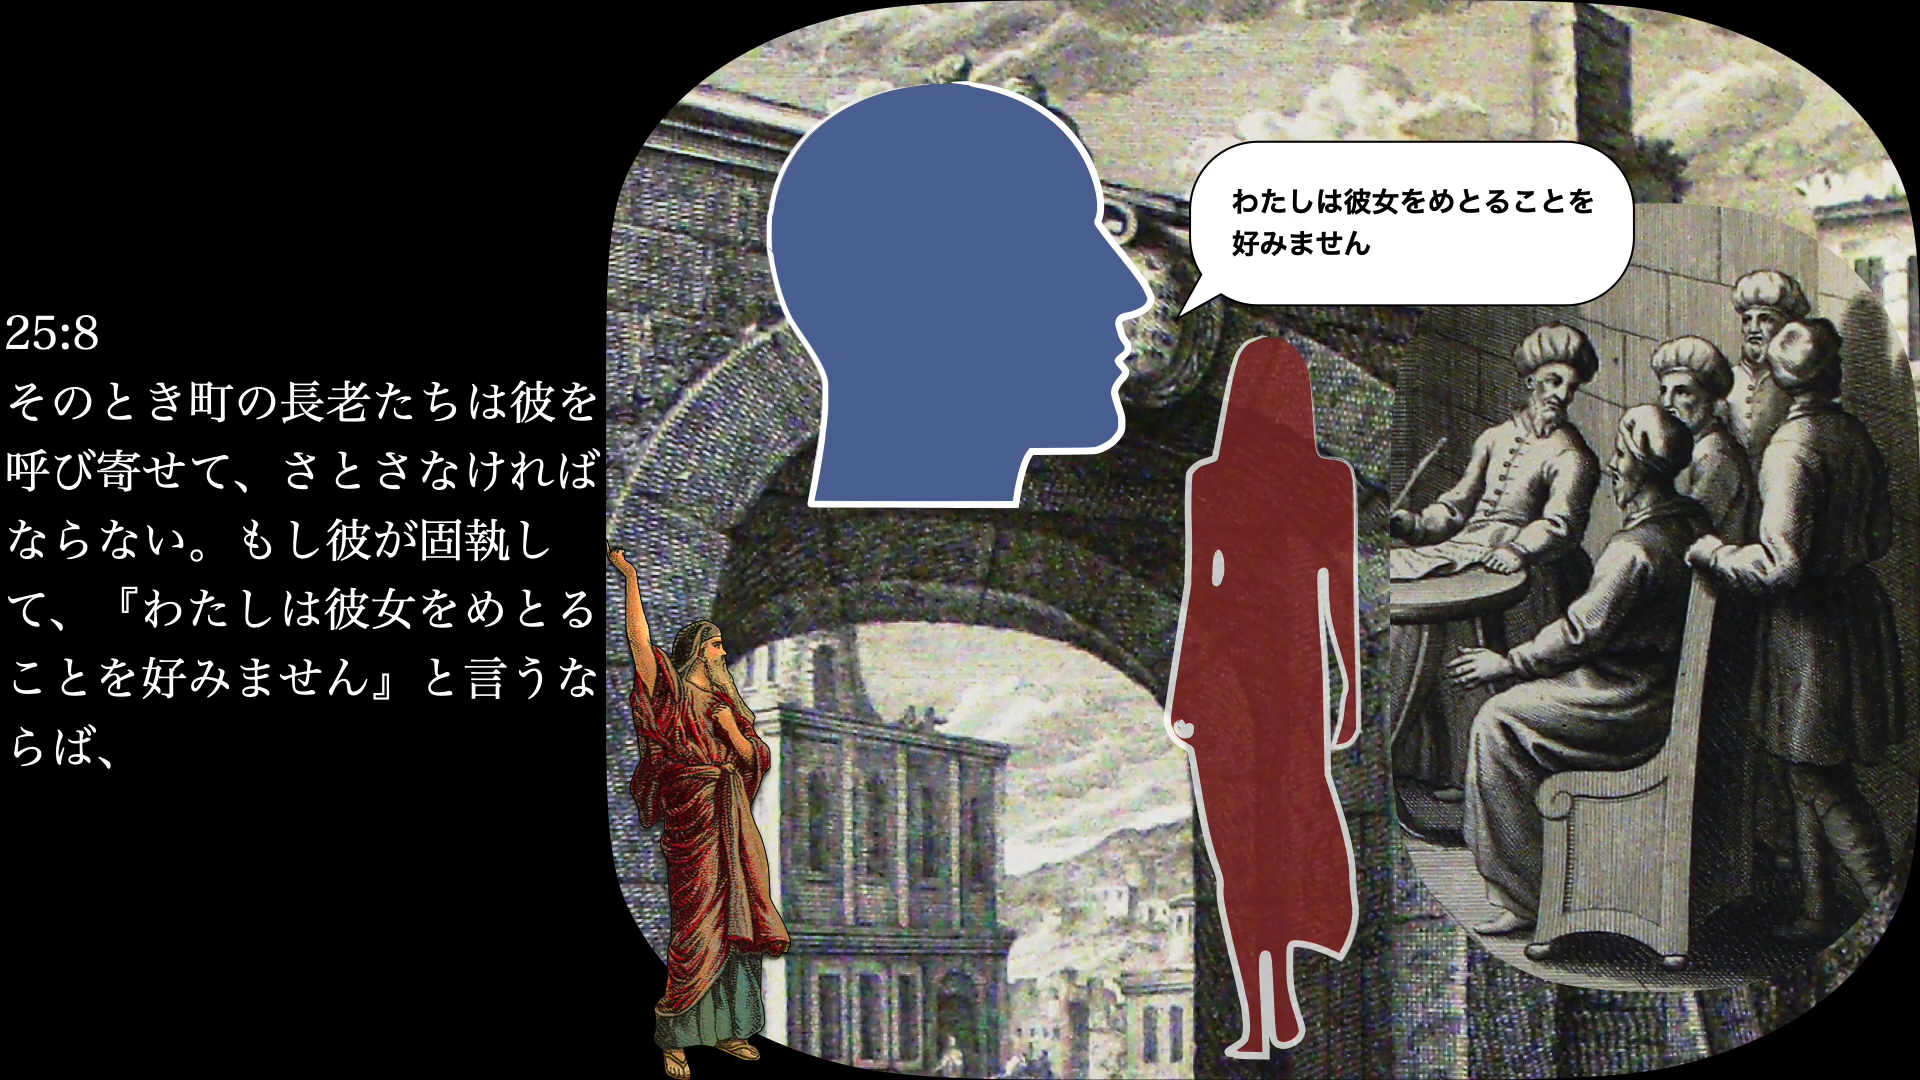 25:8
そのとき町の長老たちは彼を
呼び寄せて、さとさなければ
ならない。もし彼が固執し
て、『わたしは彼女をめとる
ことを好みません』と言うな
らば、
わたしは彼女をめとることを
好みません